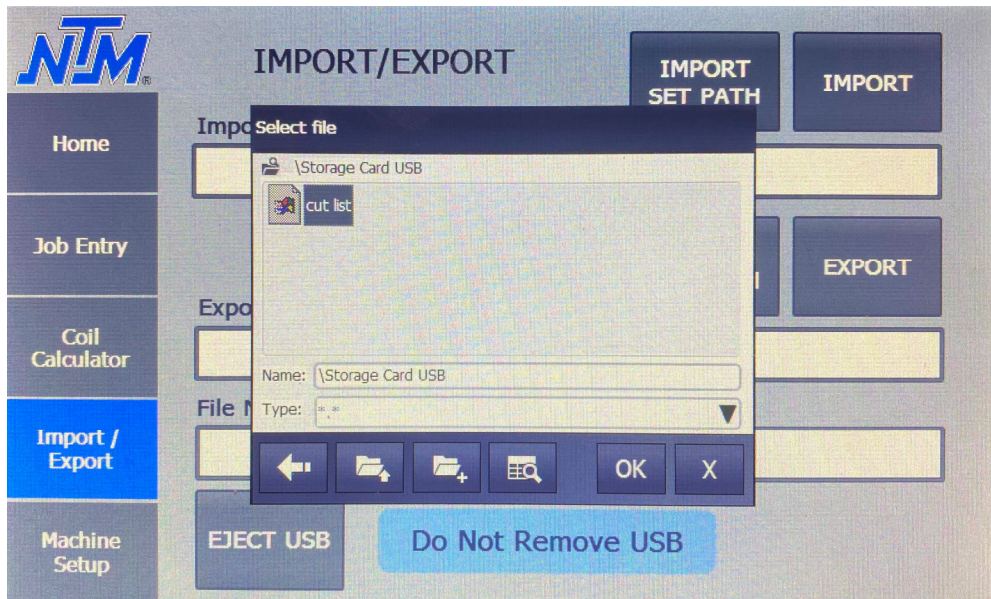 NTM®
IMPORT/EXPORT
IMPORT
SET PATH
IMPORT
Home
Impo
Select file
\Storage Card USB
cut list
Job Entry
EXPORT
Expo
Coil
Calculator
Name: \Storage Card USB
File N
Type: *.*
Import /
Export
OK
X
EJECT USB
Do Not Remove USB
Machine
Setup